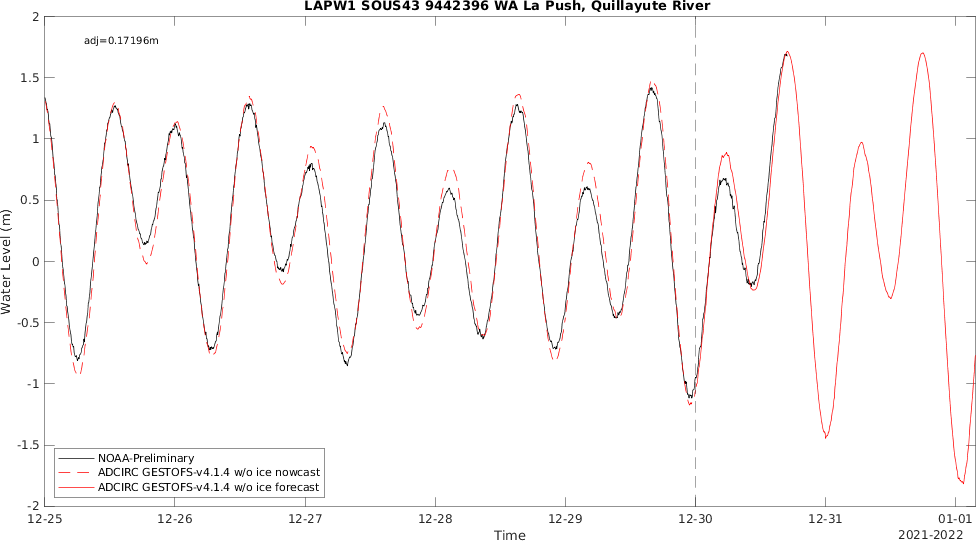 LAPW1 SOUS43 9442396 WA La Push, Quillayute River
adj=0.17196m
2
1.5
1
0.5
0
-0.5
-1
-1.5
-2
Water Level (m)
NOAA-Preliminary
ADCIRC GESTOFS-v4.1.4 w/o ice nowcast
ADCIRC GESTOFS-v4.1.4 w/o ice forecast
12-25 12-26 12-27 12-28 12-29 12-30 12-31 01-01
Time
2021-2022